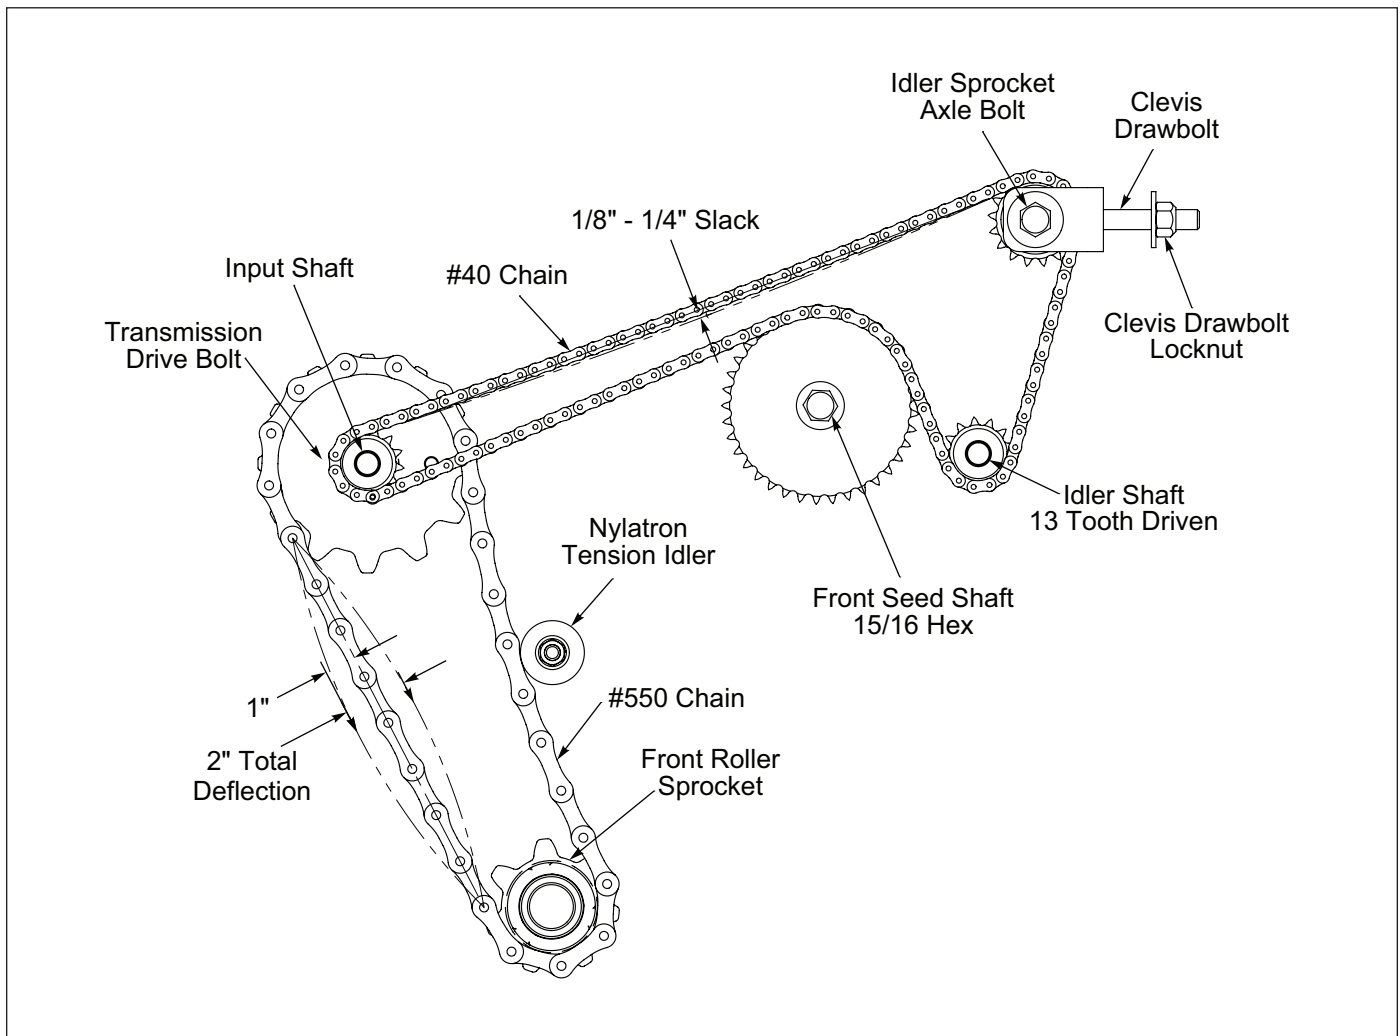 Idler Sprocket
Axle Bolt
Clevis
Drawbolt
1/8" - 1/4" Slack
Input Shaft
#40 Chain
Transmission
Drive Bolt
Clevis Drawbolt
Locknut
Idler Shaft
13 Tooth Driven
Nylatron
Tension Idler
Front Seed Shaft
15/16 Hex
1"
#550 Chain
2" Total
Deflection
Front Roller
Sprocket